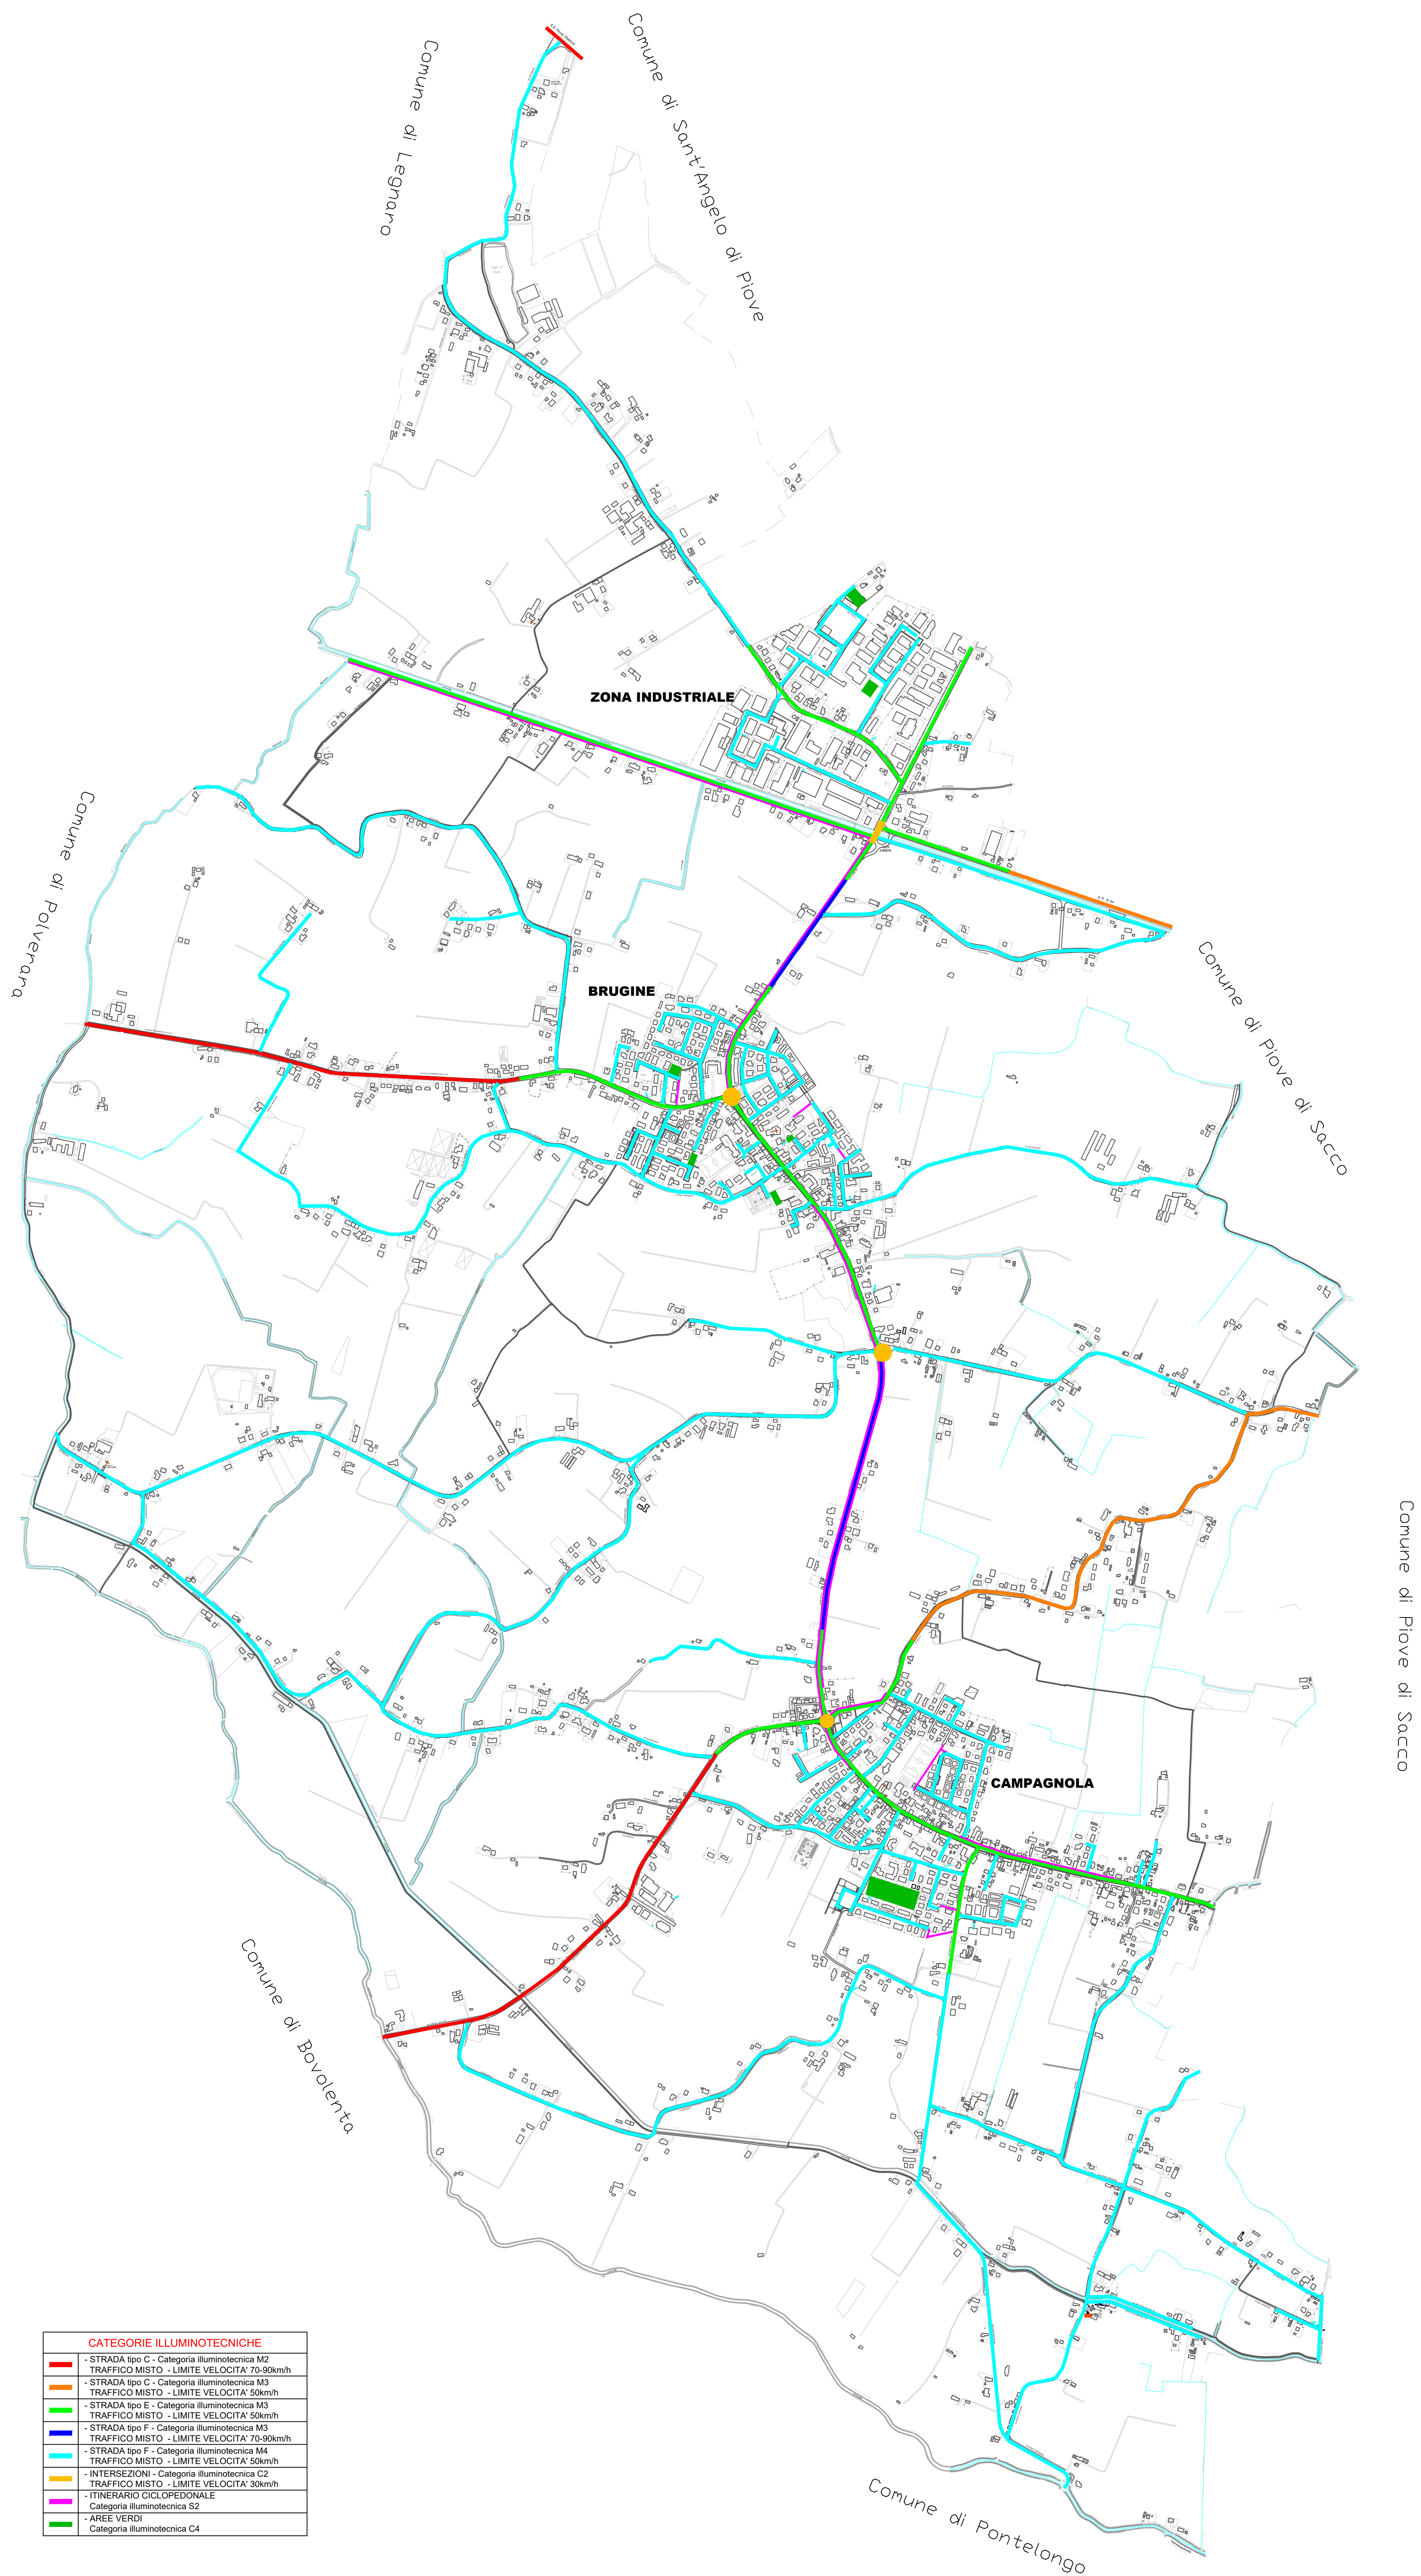 Comune di Legnaro
Comune di Sant'Angelo di Piove
ZONA INDUSTRIALE
Comune di Polverara
BRUGINE
Comune di Piove di Sacco
Comune di Piove di Sacco
CAMPAGNOLA
Comune di Bovolenta
Comune di Pontelongo
CATEGORIE ILLUMINOTECNICHE
- STRADA tipo C - Categoria illuminotecnica M2
TRAFFICO MISTO - LIMITE VELOCITA' 70-90km/h
- STRADA tipo C - Categoria illuminotecnica M3
TRAFFICO MISTO - LIMITE VELOCITA' 50km/h
- STRADA tipo E - Categoria illuminotecnica M3
TRAFFICO MISTO - LIMITE VELOCITA' 50km/h
- STRADA tipo F - Categoria illuminotecnica M3
TRAFFICO MISTO - LIMITE VELOCITA' 70-90km/h
- STRADA tipo F - Categoria illuminotecnica M4
TRAFFICO MISTO - LIMITE VELOCITA' 50km/h
- INTERSEZIONI - Categoria illuminotecnica C2
TRAFFICO MISTO - LIMITE VELOCITA' 30km/h
- ITINERARIO CICLOPEDONALE
Categoria illuminotecnica S2
- AREE VERDI
Categoria illuminotecnica C4